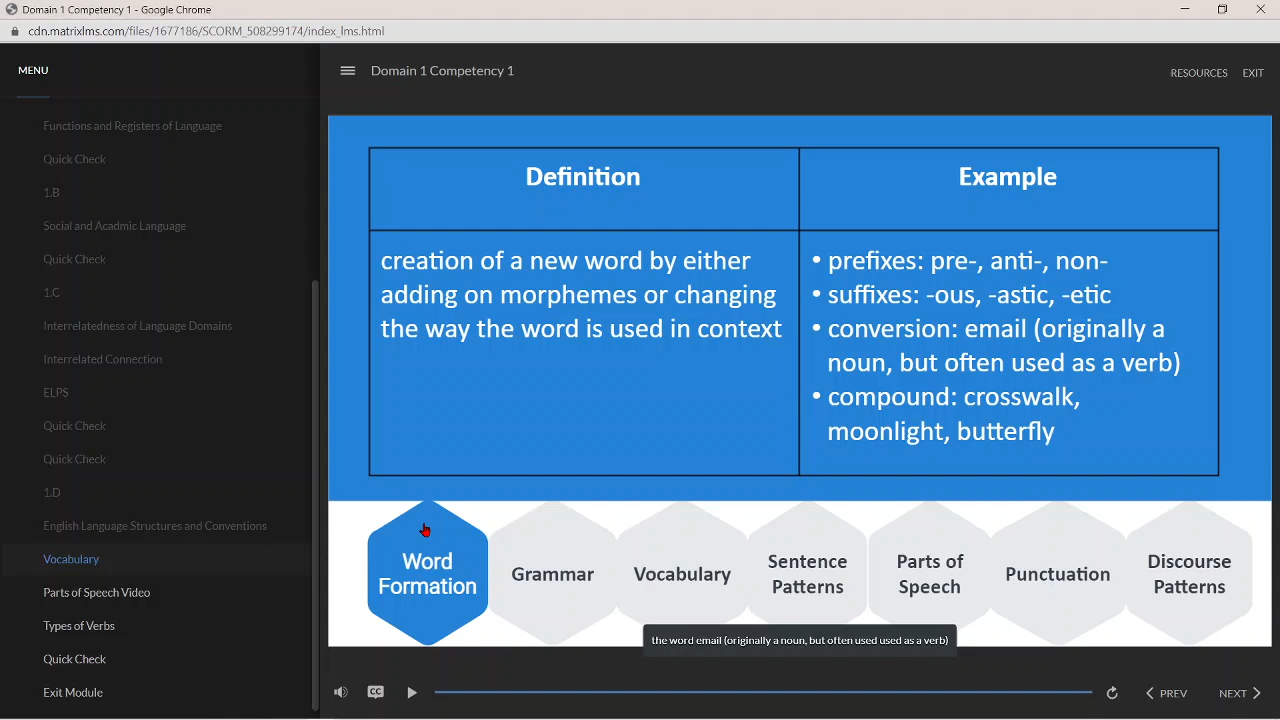 Domain 1 Competency 1 - Google Chrome
cdn.matrixlms.com/files/1677186/SCORM_508299174/index_lms.html
MENU
Functions and Registers of Language
Quick Check
1.B
Social and Acadmic Language
Quick Check
1.C
Interrelatedness of Language Domains
Interrelated Connection
ELPS
Quick Check
Quick Check
1.D
English Language Structures and Conventions
Vocabulary
Parts of Speech Video
Types of Verbs
Quick Check
Exit Module
Domain 1 Competency 1
RESOURCES EXIT
Definition
Example
creation of a new word by either
adding on morphemes or changing
the way the word is used in context
• prefixes: pre-, anti-, non-
• suffixes: -ous, -astic, -etic
• conversion: email (originally a
noun, but often used as a verb)
• compound: crosswalk,
moonlight, butterfly
Word
Formation
Grammar
Vocabulary
Sentence
Patterns
Parts of
Speech
Punctuation
Discourse
Patterns
the word email (originally a noun, but often used used as a verb)
CC
PREV
NEXT